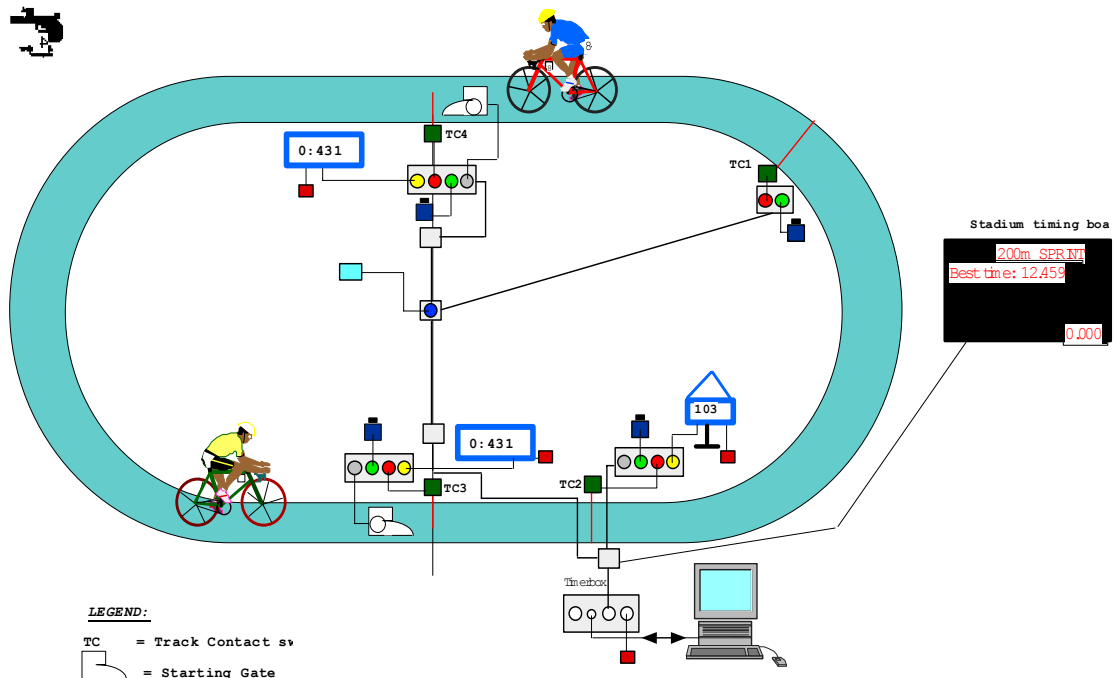 TC4
0:431
TC1
Stadium timing boa
200m SPRINT
Best time: 12.459
0.000
103
0:431
TC3
TC2
Timerbox
LEGEND:
TC = Track Contact sw
= Starting Gate